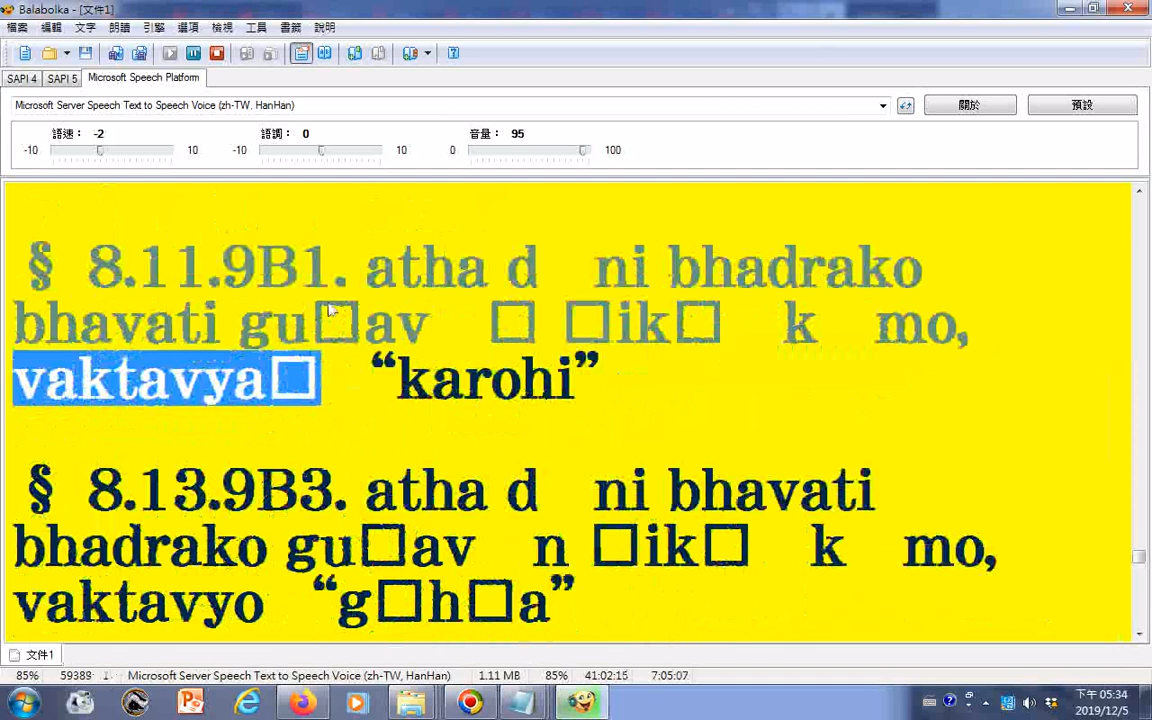 Balabolka - [文件1]
檔案 編輯 文字 朗讀 引擎 選項 檢視 工具 書籤 說明
SAPI 4 SAPI 5 Microsoft Speech Platform
Microsoft Server Speech Text to Speech Voice (zh-TW, HanHan) 關於 預設
語速： -2 語調： 0 音量： 95
-10 10 -10 10 0 100
§ 8.11.9B1. atha d ni bhadrako
bhavati gu□av □ □ik□ k mo,
vaktavya□ “karohi”
§ 8.13.9B3. atha d ni bhavati
bhadrako gu□av n □ik□ k mo,
vaktavyo “g□h□a”
文件1
85% 59389 Microsoft Server Speech Text to Speech Voice (zh-TW, HanHan) 1.11 MB 85% 41:02:15 7:05:07
下午 05:34
2019/12/5